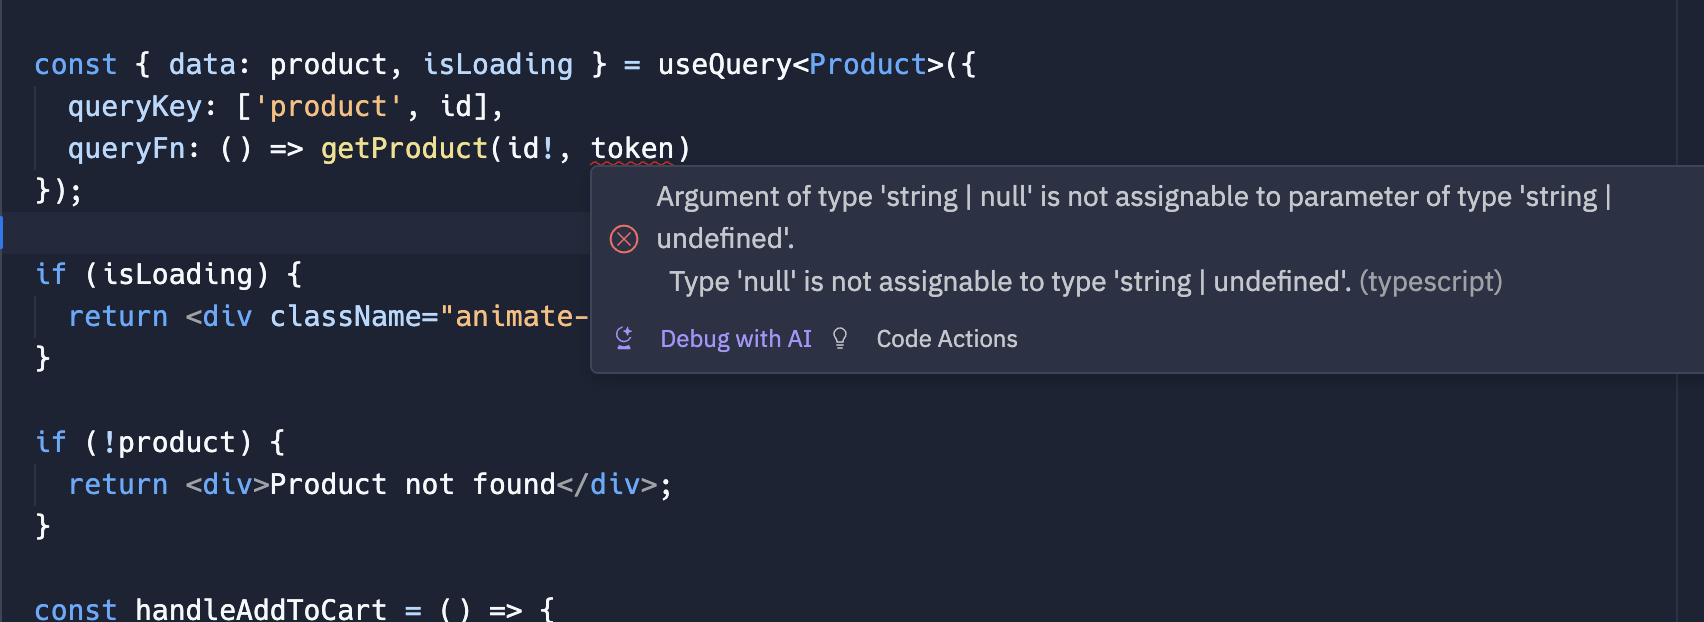 const { data: product, isLoading } = useQuery<Product>({
queryKey: ['product', id],
queryFn: () => getProduct(id!, token)
});
Argument of type 'string | null' is not assignable to parameter of type 'string |
undefined'.
Type 'null' is not assignable to type 'string | undefined'. (typescript)
Debug with AI
Code Actions
if (isLoading) {
return <div className="animate-
}
if (!product) {
return <div>Product not found</div>;
}
const handleAddToCart = () => {